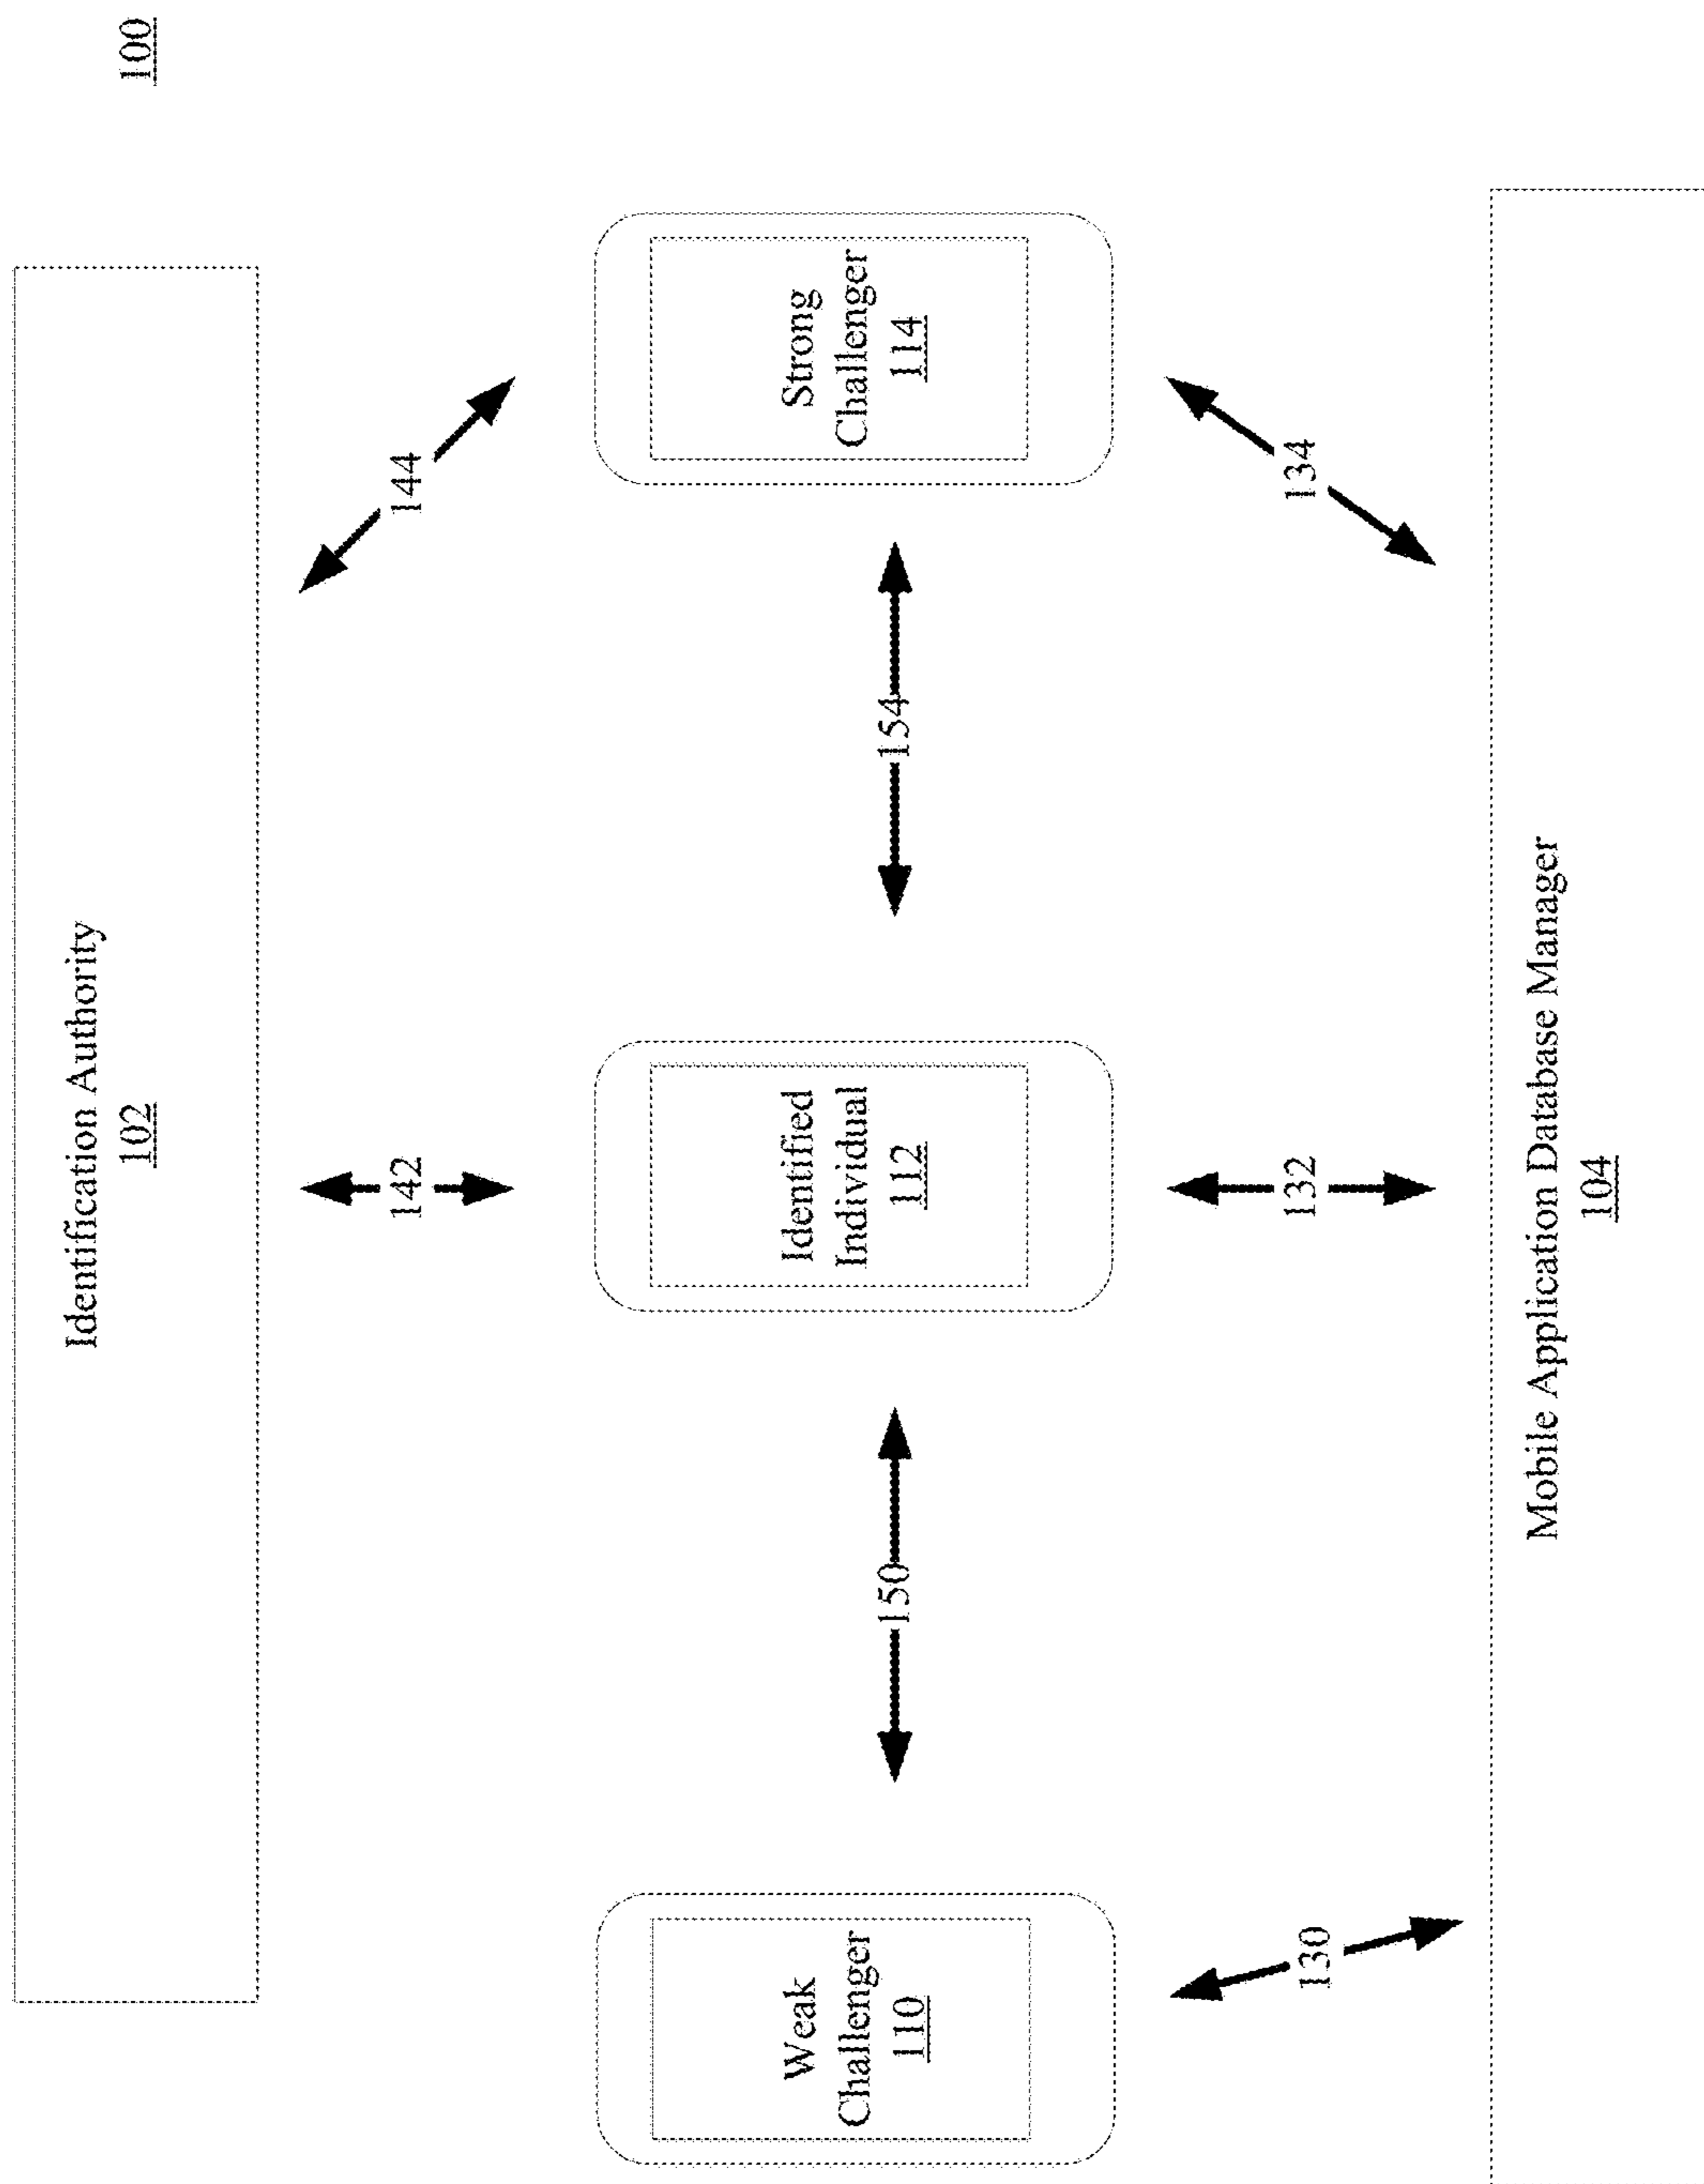 100
Identification Authority
102
142
144
Weak
Challenger
110
150
Identified
Individual
112
154
Strong
Challenger
114
130
132
134
Mobile Application Database Manager
104